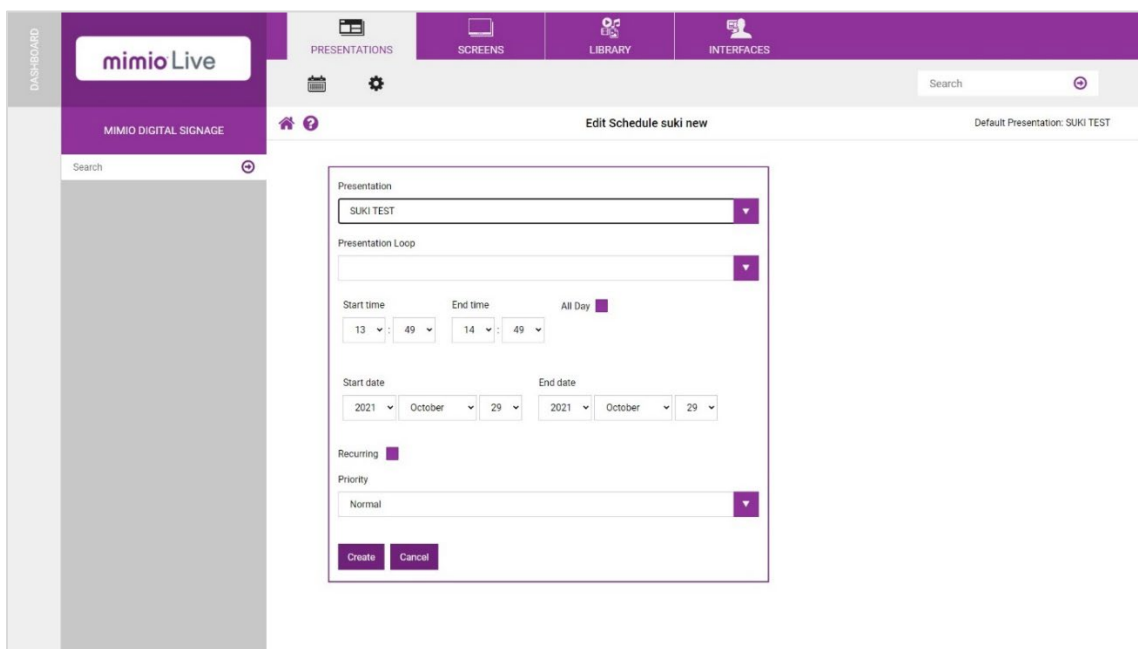 DASHBOARD
mimio Live
PRESENTATIONS
SCREENS
LIBRARY
INTERFACES
Search
MIMIO DIGITAL SIGNAGE
Edit Schedule suki new
Default Presentation: SUKI TEST
Search
Presentation
SUKI TEST
Presentation Loop
Start time End time All Day
13 : 49 14 : 49
Start date End date
2021 October 29 2021 October 29
Recurring
Priority
Normal
Create Cancel